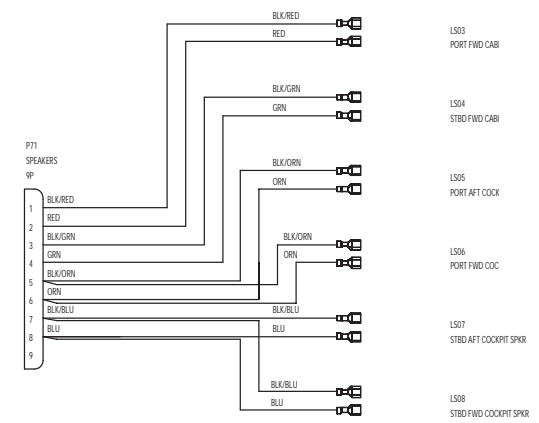 BLK/RED
RED
LS03
PORT FWD CABI
BLK/GRN
GRN
LS04
STBD FWD CABI
P71
SPEAKERS
9P
BLK/ORN
ORN
LS05
PORT AFT COCK
1 BLK/RED
2 RED
3 BLK/GRN
4 GRN
5 BLK/ORN
6 ORN
7 BLK/BLU
8 BLU
9
BLK/ORN
ORN
LS06
PORT FWD COC
BLK/BLU
BLU
LS07
STBD AFT COCKPIT SPKR
BLK/BLU
BLU
LS08
STBD FWD COCKPIT SPKR